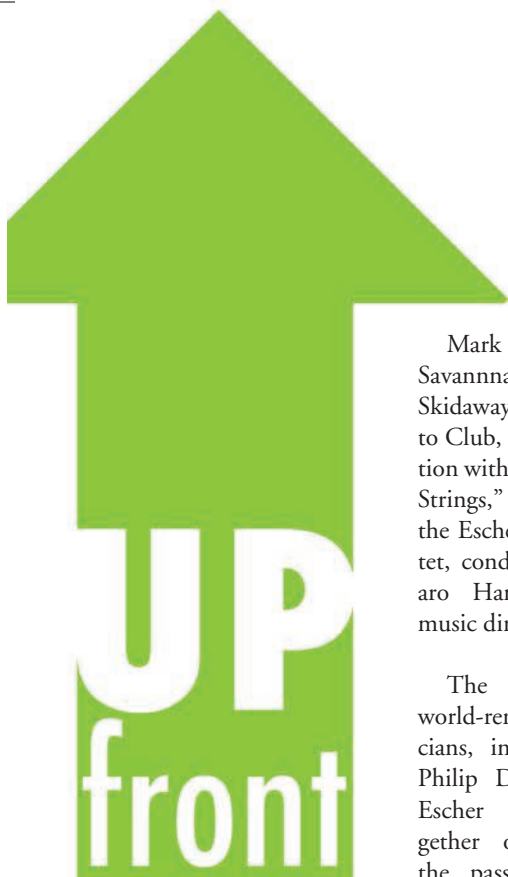 UP
front
Mark
Savannna
Skidaway
to Club,
tion with
Strings,”
the Esche
tet, cond
aro Har
music dir
The
world-ren
cians, in
Philip D
Escher
gether o
the pass